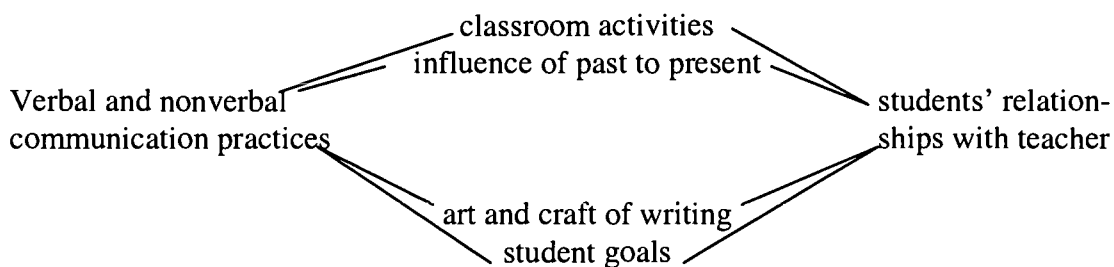 classroom activities
influence of past to present
Verbal and nonverbal
communication practices
students' relation-
ships with teacher
art and craft of writing
student goals